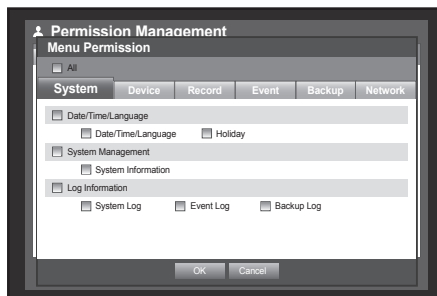 Permission Management
Menu Permission
All
System Device Record Event Backup Network
Date/Time/Language
Date/Time/Language Holiday
System Management
System Information
Log Information
System Log Event Log Backup Log
OK Cancel